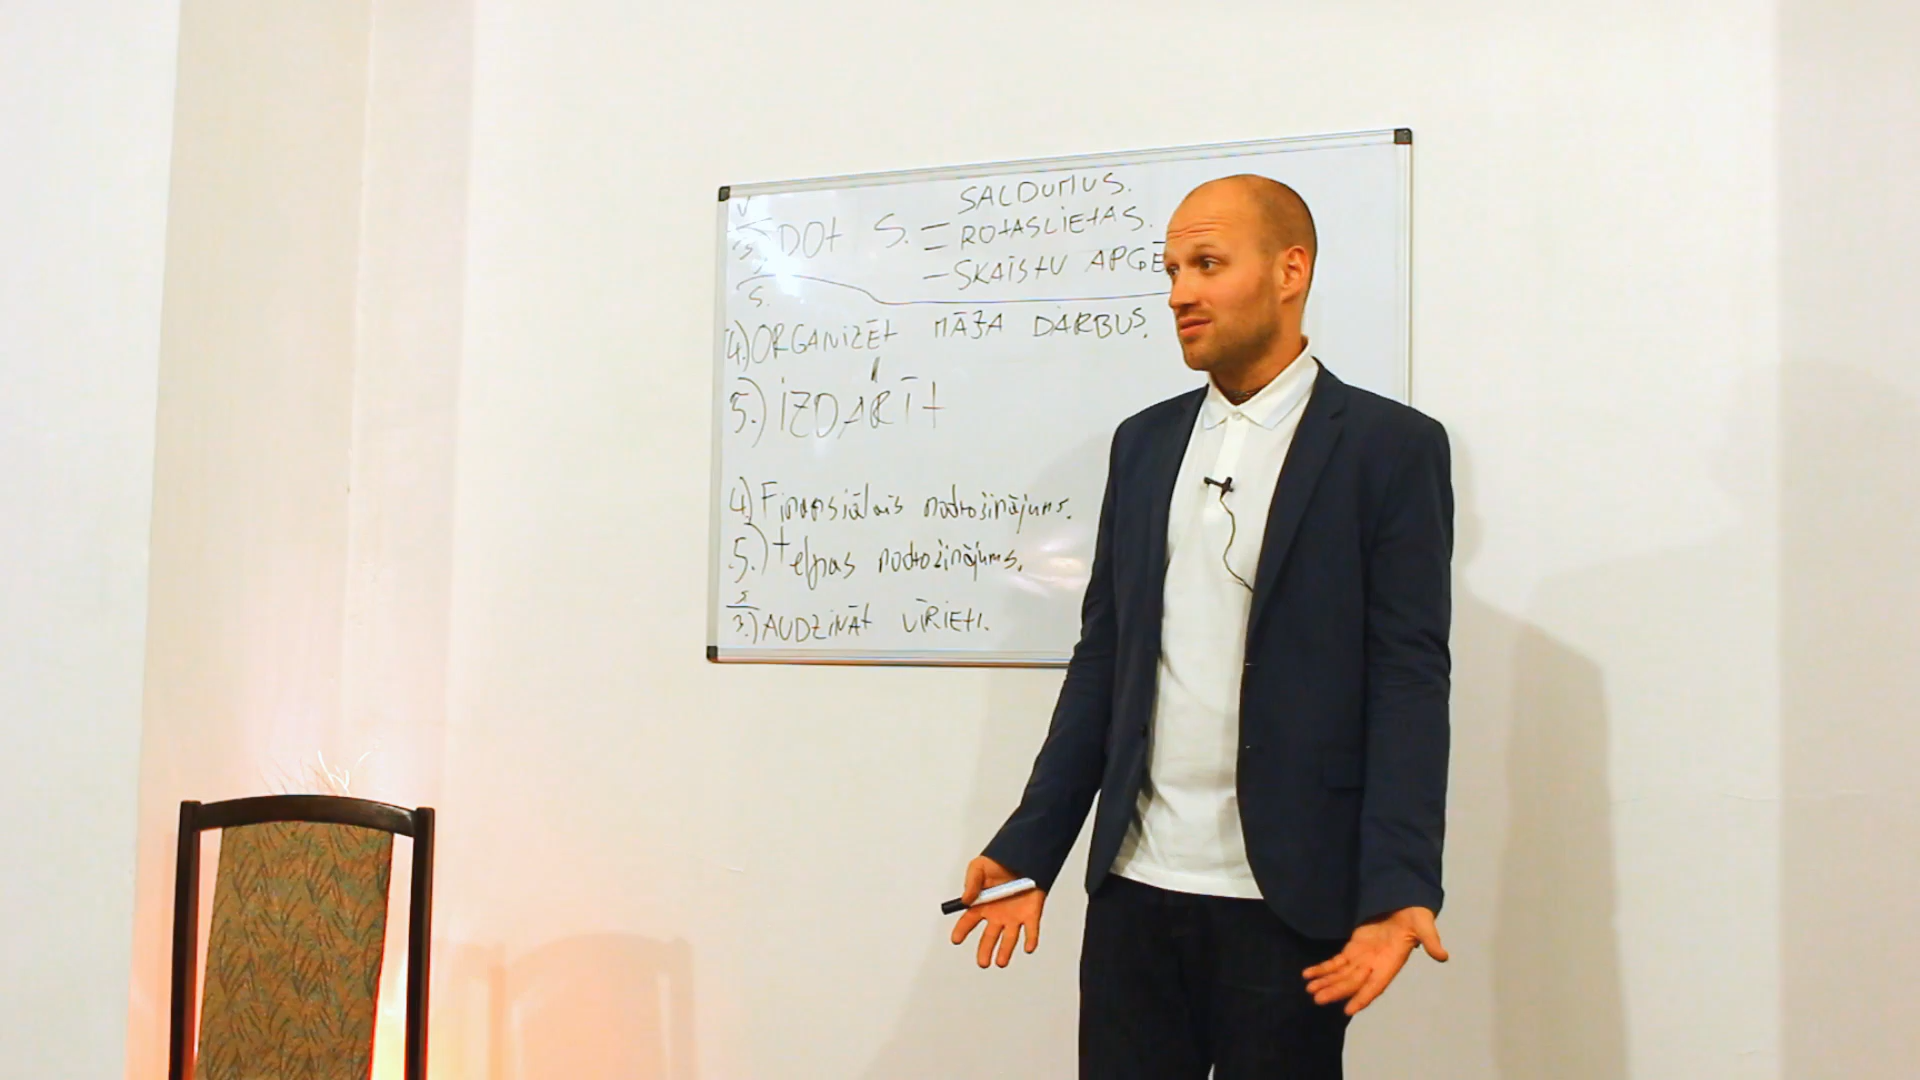 V
S
DOt S. = SALDUMUS.
ROtASLIEtAS.
- SKAĪStU APGĒ
S.
4.) ORGANIZĒt MĀJA DARBUS.
5.) IZDARĪt
4.) Finansiālais nodrošinājums.
5.) telpas nodrošinājums.
S
3.) AUDZINĀt VĪRIEtI.